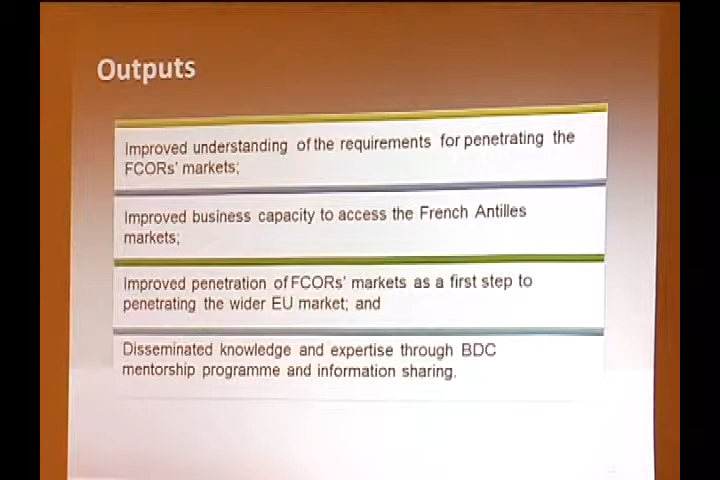 Outputs
Improved understanding of the requirements for penetrating the
FCORs' markets;
Improved business capacity to access the French Antilles
markets;
Improved penetration of FCORs' markets as a first step to
penetrating the wider EU market; and
Disseminated knowledge and expertise through BDC
mentorship programme and information sharing.